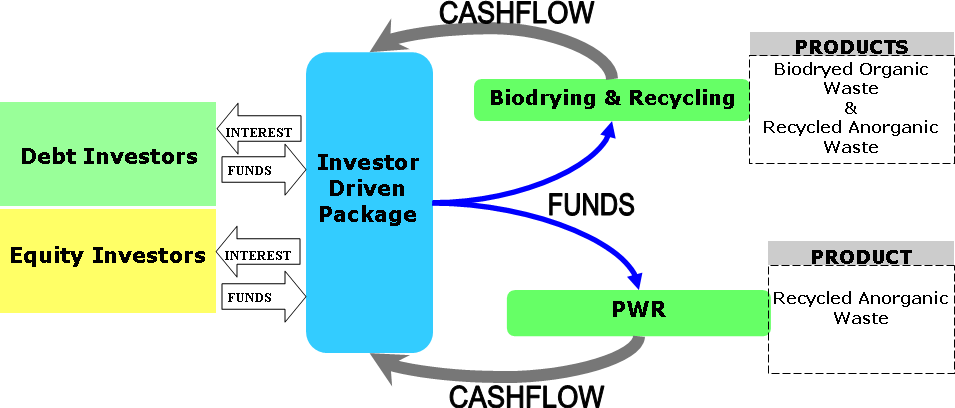 CASHFLOW
PRODUCTS
Biodryed Organic
Waste
&
Recycled Anorganic
Waste
Biodrying & Recycling
Debt Investors
INTEREST
FUNDS
Investor
Driven
Package
FUNDS
Equity Investors
INTEREST
FUNDS
PRODUCT
Recycled Anorganic
Waste
PWR
CASHFLOW